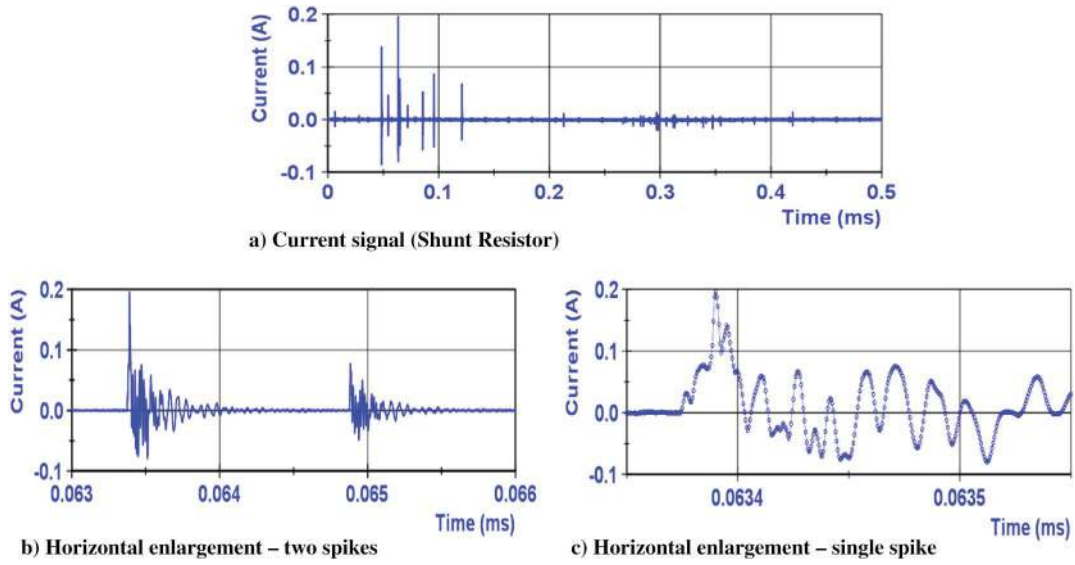 Current (A)
0.2
0.1
0.0
-0.1
0 0.1 0.2 0.3 0.4 0.5
Time (ms)
a) Current signal (Shunt Resistor)
Current (A)
0.2
0.1
0.0
-0.1
0.063 0.064 0.065 0.066
Time (ms)
b) Horizontal enlargement – two spikes
Current (A)
0.2
0.1
0.0
-0.1
0.0634 0.0635
Time (ms)
c) Horizontal enlargement – single spike